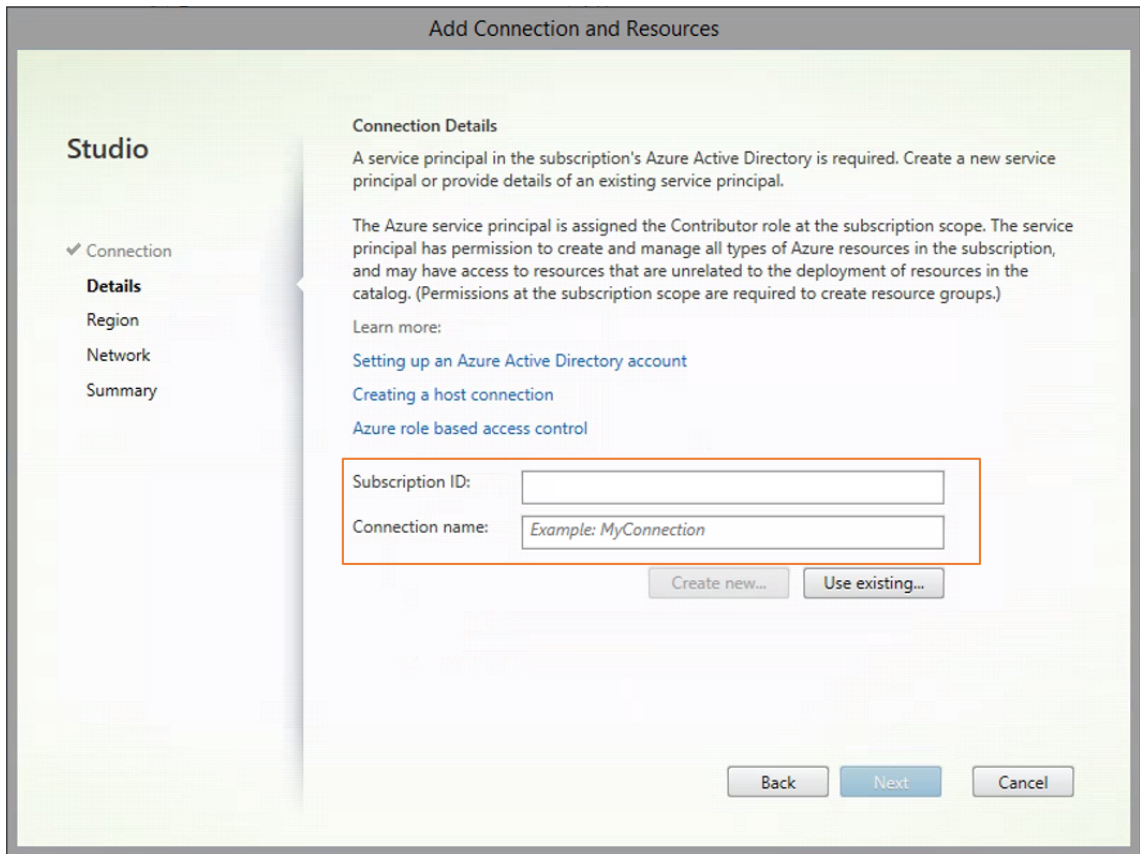 Add Connection and Resources
Studio
Connection
Details
Region
Network
Summary
Connection Details
A service principal in the subscription's Azure Active Directory is required. Create a new service
principal or provide details of an existing service principal.
The Azure service principal is assigned the Contributor role at the subscription scope. The service
principal has permission to create and manage all types of Azure resources in the subscription,
and may have access to resources that are unrelated to the deployment of resources in the
catalog. (Permissions at the subscription scope are required to create resource groups.)
Learn more:
Setting up an Azure Active Directory account
Creating a host connection
Azure role based access control
Subscription ID:
Connection name: Example: MyConnection
Create new... Use existing...
Back Next Cancel